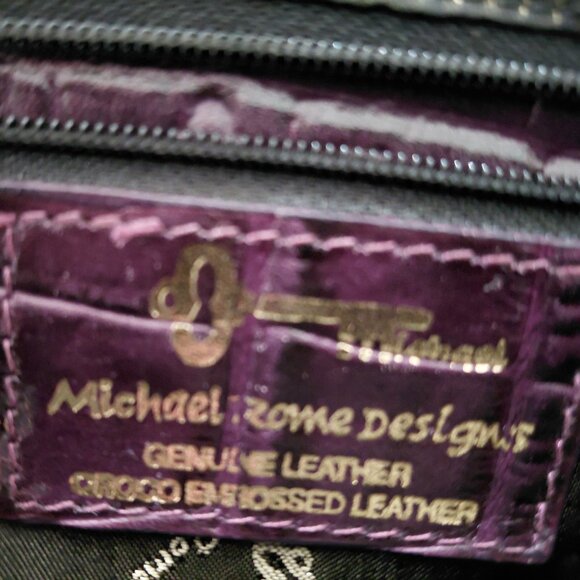 Michael
Michael Rome Designs
GENUINE LEATHER
CROCO EMBOSSED LEATHER